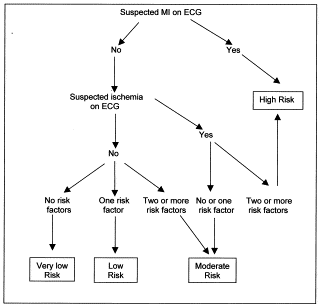 Suspected MI on ECG
No
Yes
Suspected ischemia
on ECG
High Risk
Yes
No
No risk
factors
One risk
factor
Two or more
risk factors
No or one
risk factor
Two or more
risk factors
Very low
Risk
Low
Risk
Moderate
Risk